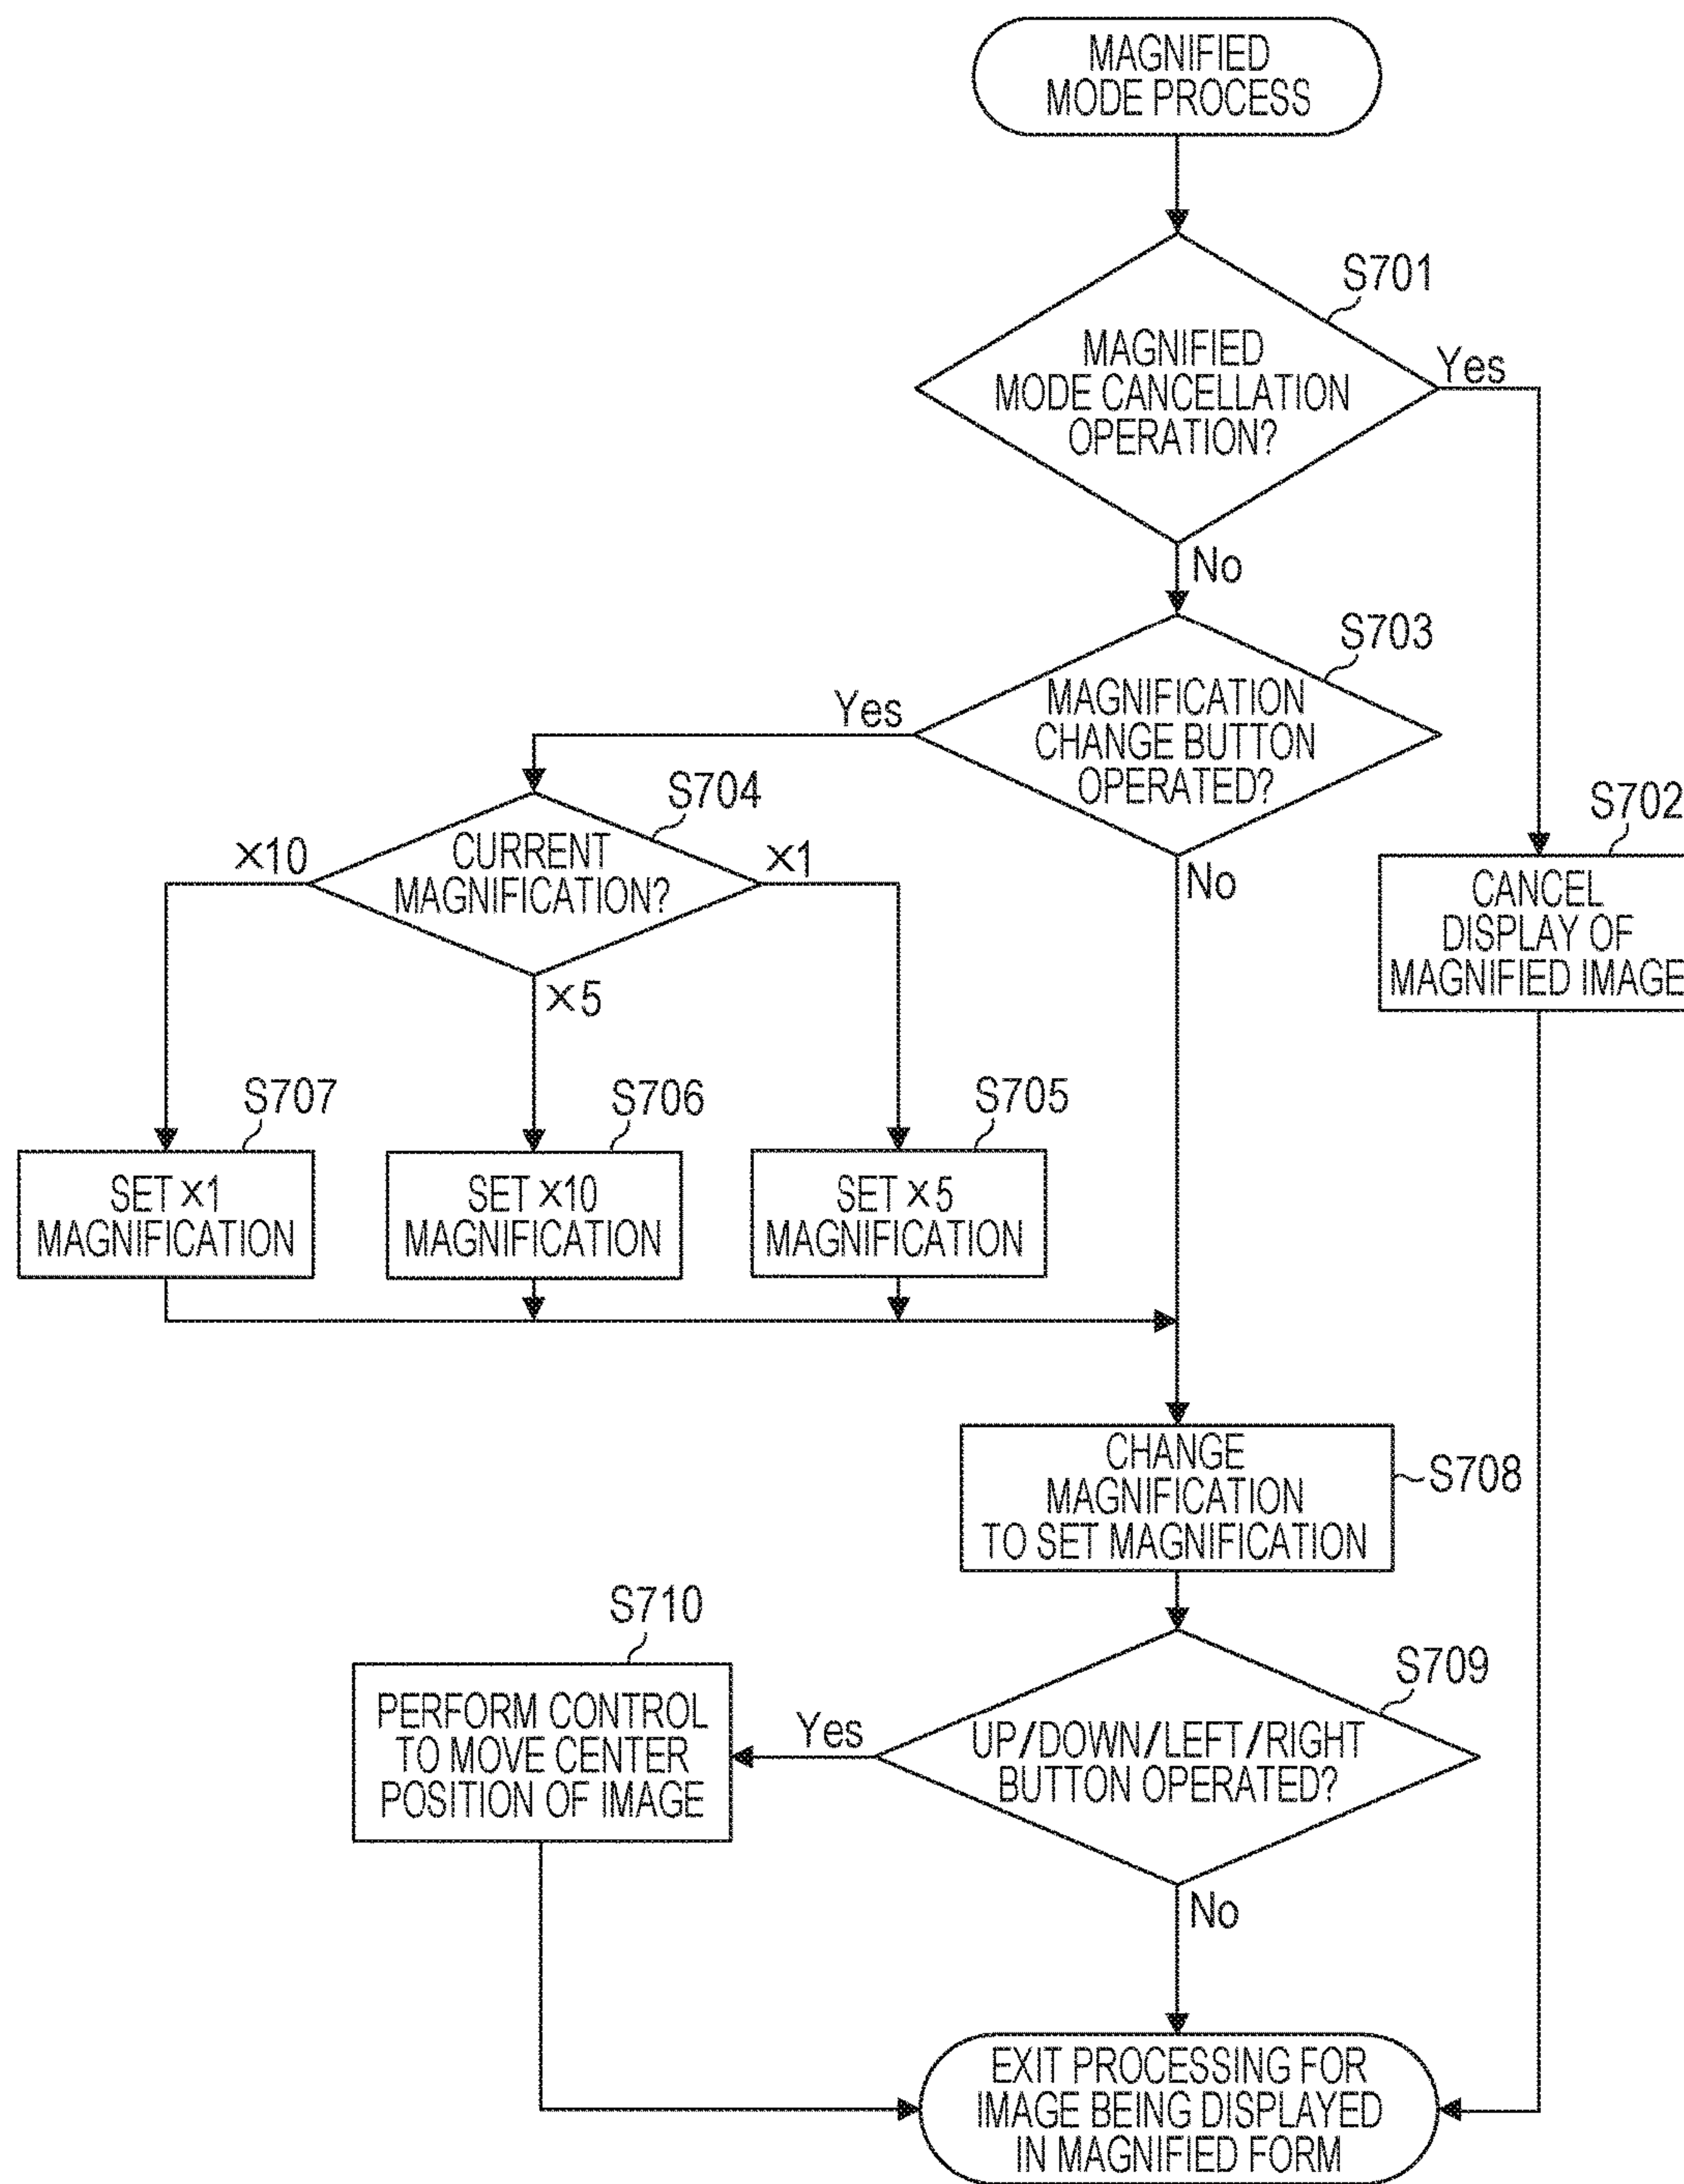 MAGNIFIED
MODE PROCESS
S701
MAGNIFIED
MODE CANCELLATION
OPERATION?
Yes
No
S703
MAGNIFICATION
CHANGE BUTTON
OPERATED?
Yes
No
S704
CURRENT
MAGNIFICATION?
×10
×1
×5
S702
CANCEL
DISPLAY OF
MAGNIFIED IMAGE
S707
SET ×1
MAGNIFICATION
S706
SET ×10
MAGNIFICATION
S705
SET ×5
MAGNIFICATION
CHANGE
MAGNIFICATION
TO SET MAGNIFICATION
S708
S710
PERFORM CONTROL
TO MOVE CENTER
POSITION OF IMAGE
Yes
S709
UP/DOWN/LEFT/RIGHT
BUTTON OPERATED?
No
EXIT PROCESSING FOR
IMAGE BEING DISPLAYED
IN MAGNIFIED FORM